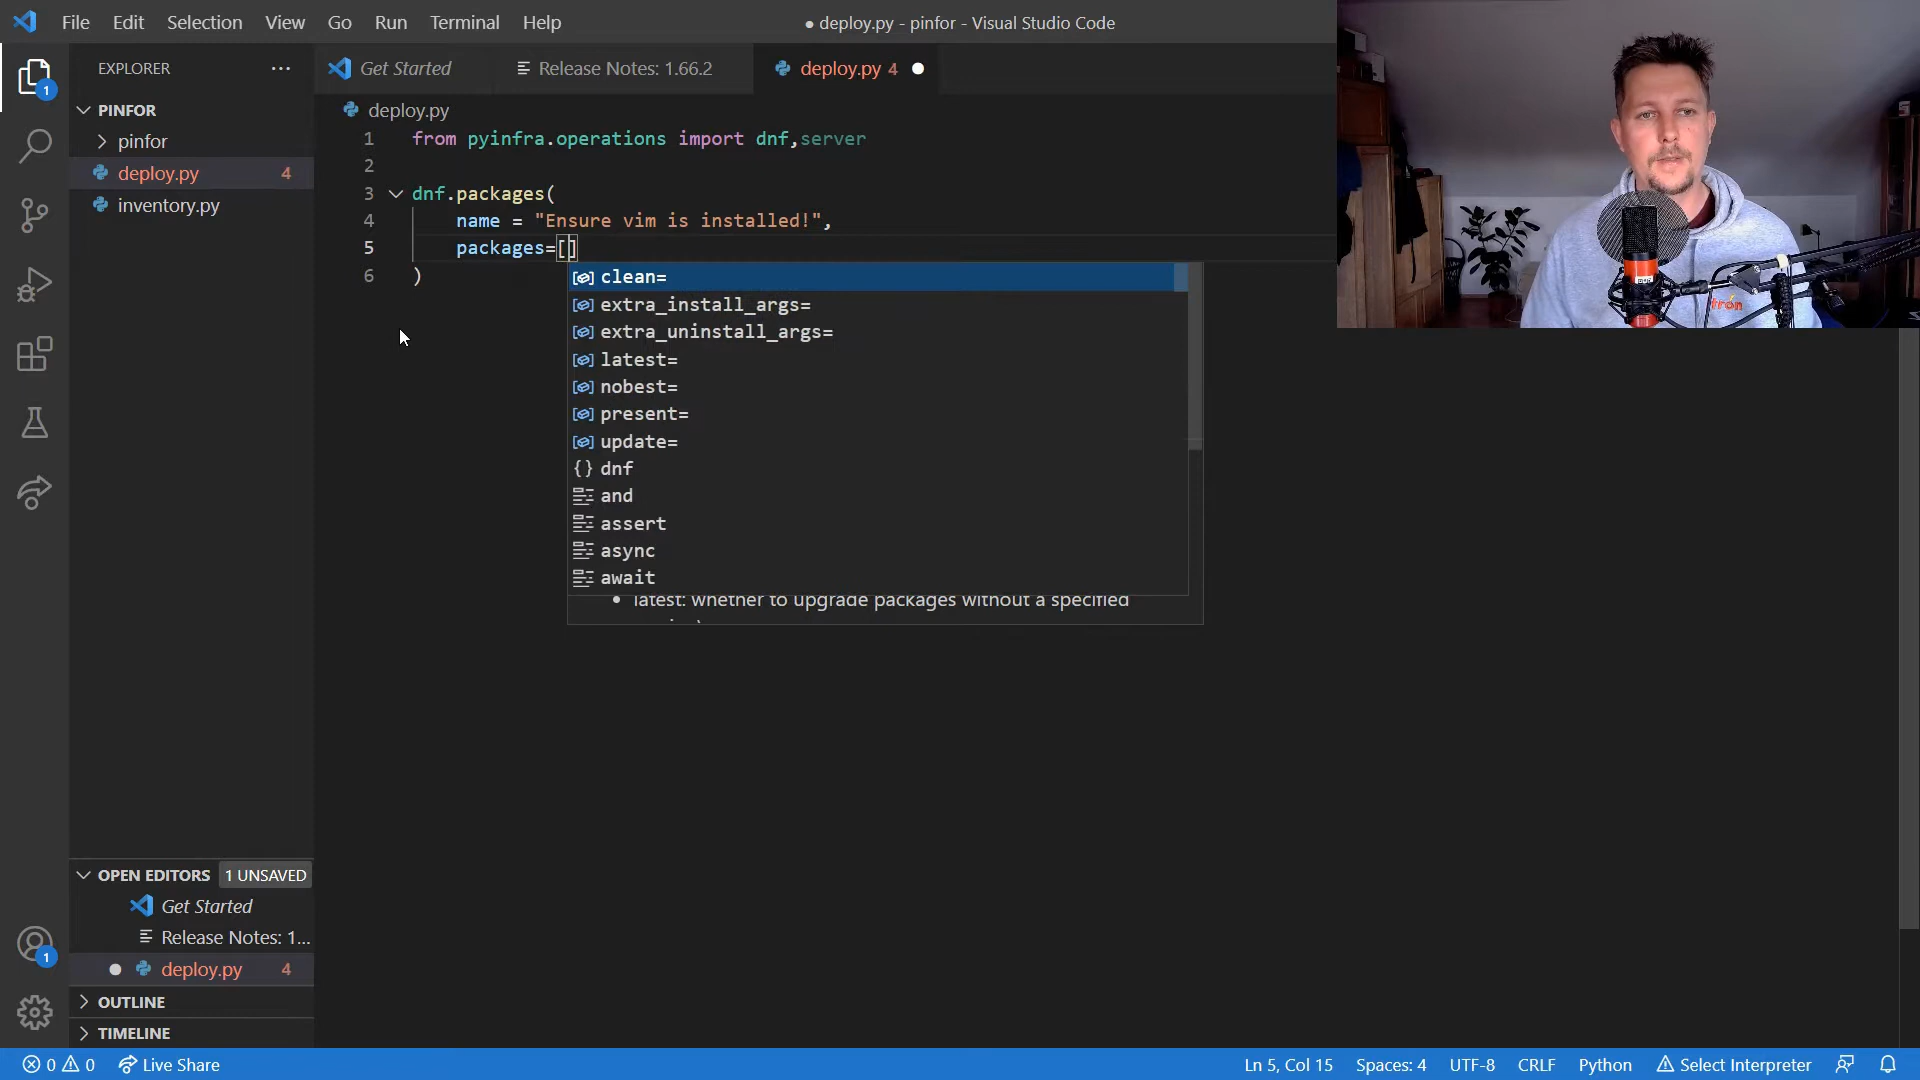 File Edit Selection View Go Run Terminal Help
● deploy.py - pinfor - Visual Studio Code
EXPLORER ···
Get Started
Release Notes: 1.66.2
deploy.py 4
PINFOR
pinfor
deploy.py 4
inventory.py
deploy.py
1 from pyinfra.operations import dnf,server
2
3 dnf.packages(
4 name = "Ensure vim is installed!",
5 packages=[]
6 )
clean=
extra_install_args=
extra_uninstall_args=
latest=
nobest=
present=
update=
{} dnf
and
assert
async
await
• latest: whether to upgrade packages without a specified
1
1
OPEN EDITORS 1 UNSAVED
Get Started
Release Notes: 1...
deploy.py 4
OUTLINE
TIMELINE
0 0 Live Share
Ln 5, Col 15 Spaces: 4 UTF-8 CRLF Python Select Interpreter